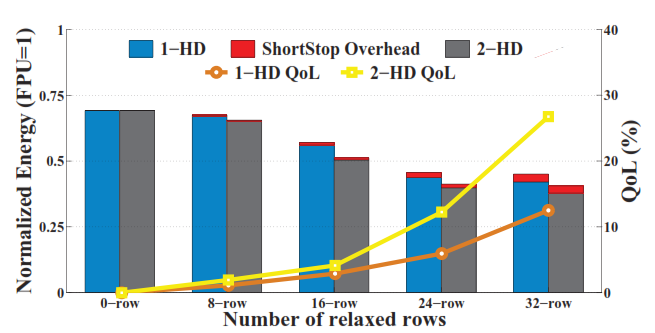 1−HD ShortStop Overhead 2−HD
1−HD QoL 2−HD QoL
Normalized Energy (FPU=1)
1
0.75
0.5
0.25
0
QoL (%)
40
30
20
10
0
0−row 8−row 16−row 24−row 32−row
Number of relaxed rows